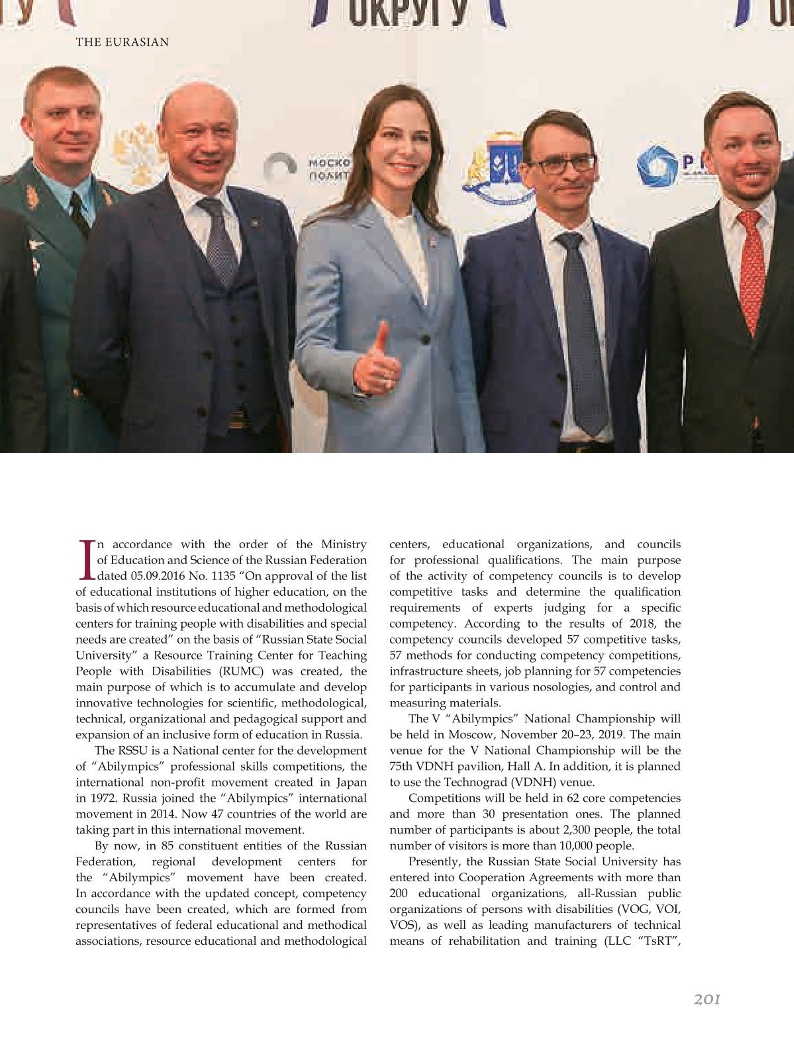 ОКРУГУ
THE EURASIAN
МОСКО
ПОЛИТ
In accordance with the order of the Ministry
of Education and Science of the Russian Federation
dated 05.09.2016 No. 1135 “On approval of the list
of educational institutions of higher education, on the
basis of which resource educational and methodological
centers for training people with disabilities and special
needs are created” on the basis of “Russian State Social
University” a Resource Training Center for Teaching
People with Disabilities (RUMC) was created, the
main purpose of which is to accumulate and develop
innovative technologies for scientific, methodological,
technical, organizational and pedagogical support and
expansion of an inclusive form of education in Russia.
The RSSU is a National center for the development
of “Abilympics” professional skills competitions, the
international non-profit movement created in Japan
in 1972. Russia joined the “Abilympics” international
movement in 2014. Now 47 countries of the world are
taking part in this international movement.
By now, in 85 constituent entities of the Russian
Federation, regional development centers for
the “Abilympics” movement have been created.
In accordance with the updated concept, competency
councils have been created, which are formed from
representatives of federal educational and methodical
associations, resource educational and methodological
centers, educational organizations, and councils
for professional qualifications. The main purpose
of the activity of competency councils is to develop
competitive tasks and determine the qualification
requirements of experts judging for a specific
competency. According to the results of 2018, the
competency councils developed 57 competitive tasks,
57 methods for conducting competency competitions,
infrastructure sheets, job planning for 57 competencies
for participants in various nosologies, and control and
measuring materials.
The V “Abilympics” National Championship will
be held in Moscow, November 20–23, 2019. The main
venue for the V National Championship will be the
75th VDNH pavilion, Hall A. In addition, it is planned
to use the Technograd (VDNH) venue.
Competitions will be held in 62 core competencies
and more than 30 presentation ones. The planned
number of participants is about 2,300 people, the total
number of visitors is more than 10,000 people.
Presently, the Russian State Social University has
entered into Cooperation Agreements with more than
200 educational organizations, all-Russian public
organizations of persons with disabilities (VOG, VOI,
VOS), as well as leading manufacturers of technical
means of rehabilitation and training (LLC “TsRT”,
201